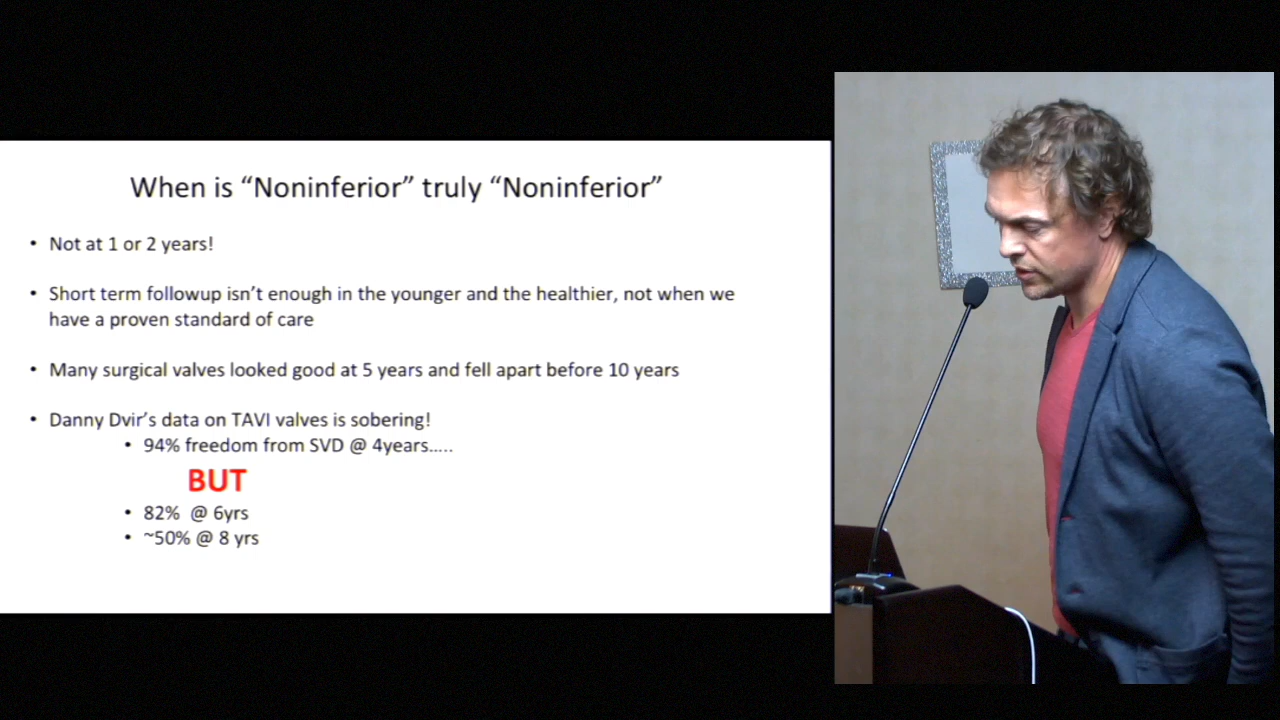 When is “Noninferior” truly “Noninferior”
• Not at 1 or 2 years!
• Short term followup isn’t enough in the younger and the healthier, not when we
have a proven standard of care
• Many surgical valves looked good at 5 years and fell apart before 10 years
• Danny Dvir’s data on TAVI valves is sobering!
• 94% freedom from SVD @ 4years.....
BUT
• 82% @ 6yrs
• ~50% @ 8 yrs